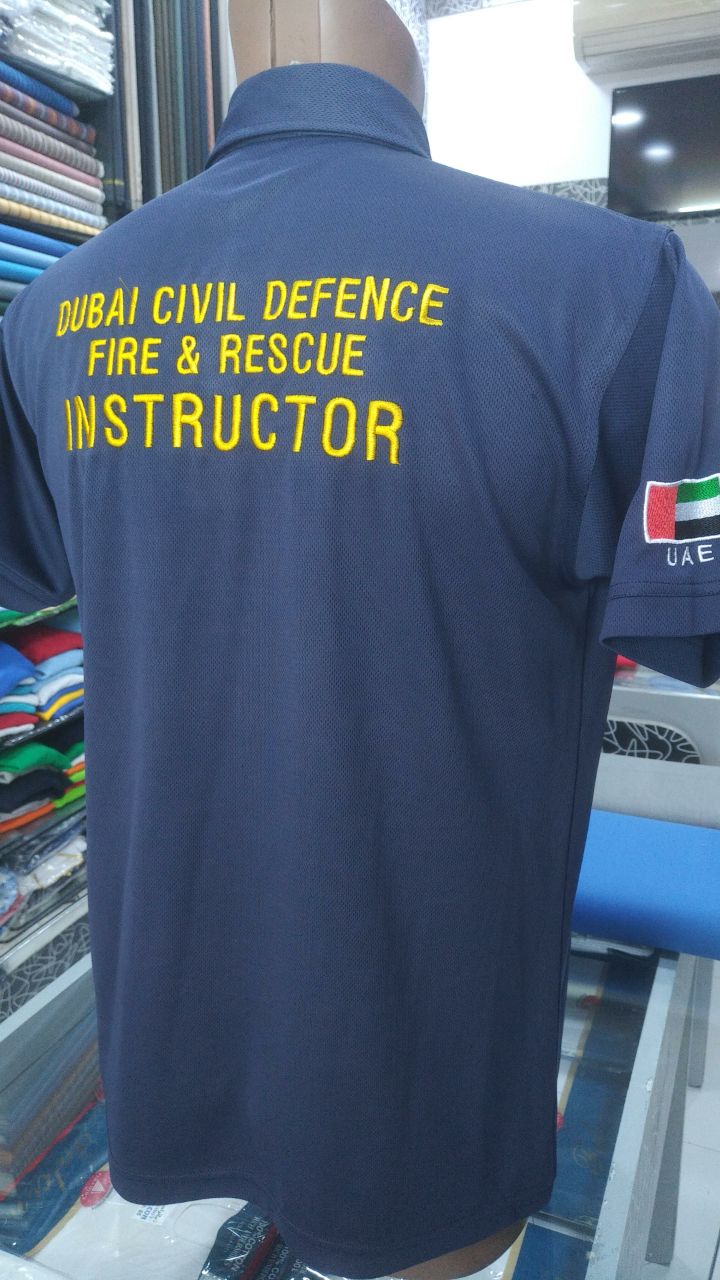 DUBAI CIVIL DEFENCE
FIRE & RESCUE
INSTRUCTOR
UAE